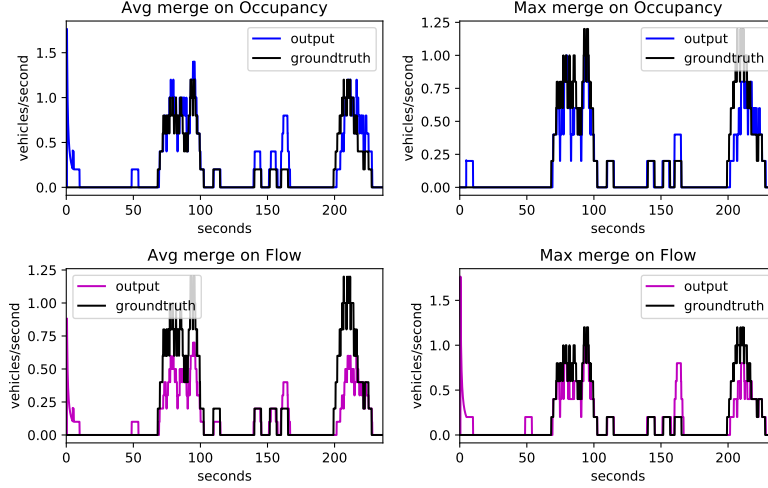 Avg merge on Occupancy
vehicles/second
1.5
1.0
0.5
0.0
output
groundtruth
0 50 100 150 200
seconds
Max merge on Occupancy
vehicles/second
1.25
1.00
0.75
0.50
0.25
0.00
output
groundtruth
0 50 100 150 200
seconds
Avg merge on Flow
vehicles/second
1.25
1.00
0.75
0.50
0.25
0.00
output
groundtruth
0 50 100 150 200
seconds
Max merge on Flow
vehicles/second
1.5
1.0
0.5
0.0
output
groundtruth
0 50 100 150 200
seconds